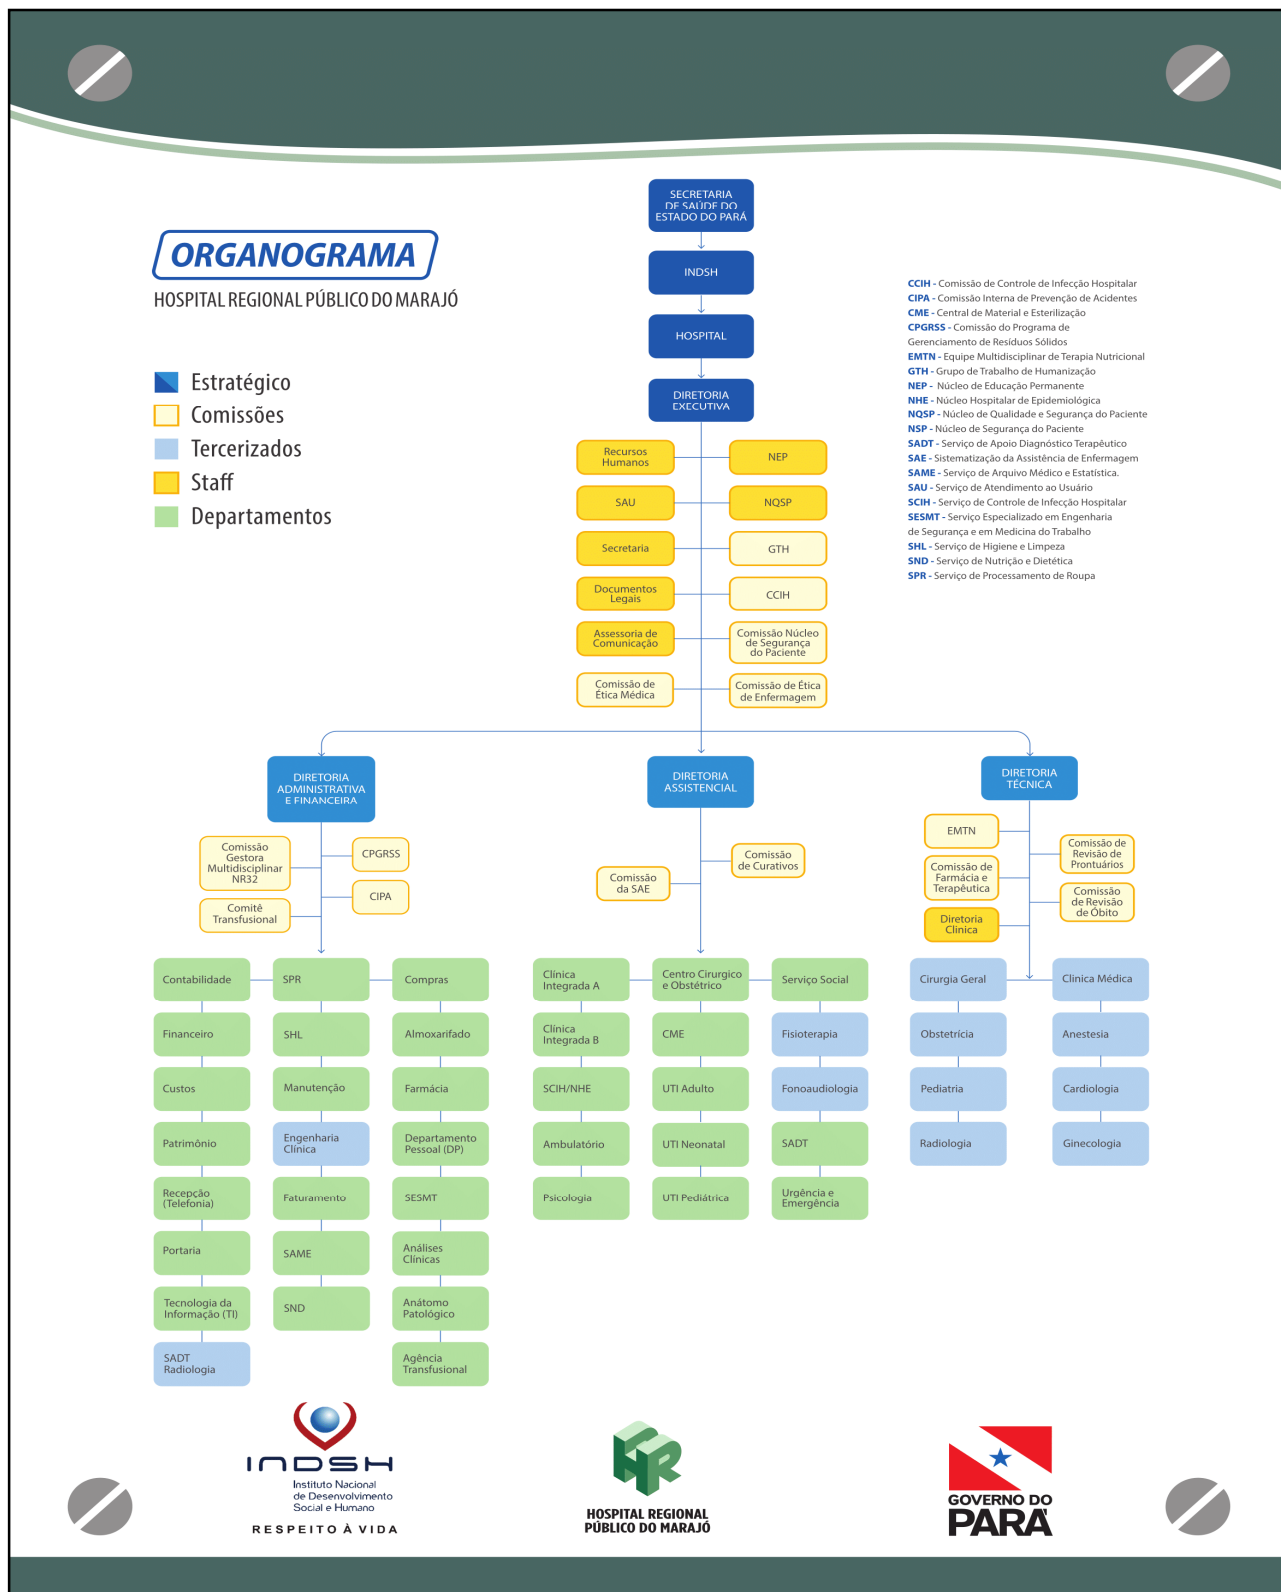 SECRETARIA
DE SAÚDE DO
ESTADO DO PARÁ
INDSH
HOSPITAL
DIRETORIA
EXECUTIVA
ORGANOGRAMA
HOSPITAL REGIONAL PÚBLICO DO MARAJÓ
Estratégico
Comissões
Tercerizados
Staff
Departamentos
CCIH - Comissão de Controle de Infecção Hospitalar
CIPA - Comissão Interna de Prevenção de Acidentes
CME - Central de Material e Esterilização
CPGRSS - Comissão do Programa de
Gerenciamento de Resíduos Sólidos
EMTN - Equipe Multidisciplinar de Terapia Nutricional
GTH - Grupo de Trabalho de Humanização
NEP - Núcleo de Educação Permanente
NHE - Núcleo Hospitalar de Epidemiológica
NQSP - Núcleo de Qualidade e Segurança do Paciente
NSP - Núcleo de Segurança do Paciente
SADT - Serviço de Apoio Diagnóstico Terapêutico
SAE - Sistematização da Assistência de Enfermagem
SAME - Serviço de Arquivo Médico e Estatística.
SAU - Serviço de Atendimento ao Usuário
SCIH - Serviço de Controle de Infecção Hospitalar
SESMT - Serviço Especializado em Engenharia
de Segurança e em Medicina do Trabalho
SHL - Serviço de Higiene e Limpeza
SND - Serviço de Nutrição e Dietética
SPR - Serviço de Processamento de Roupa
Recursos
Humanos
NEP
SAU
NQSP
Secretaria
GTH
Documentos
Legais
CCIH
Assessoria de
Comunicação
Comissão Núcleo
de Segurança
do Paciente
Comissão de
Ética Médica
Comissão de Ética
de Enfermagem
DIRETORIA
ADMINISTRATIVA
E FINANCEIRA
Comissão
Gestora
Multidisciplinar
NR32
CPGRSS
Comitê
Transfusional
CIPA
DIRETORIA
ASSISTENCIAL
Comissão
de Curativos
Comissão
da SAE
DIRETORIA
TÉCNICA
EMTN
Comissão de
Revisão de
Prontuários
Comissão de
Farmácia e
Terapêutica
Comissão
de Revisão
de Óbito
Diretoria
Clínica
Contabilidade
SPR
Compras
Financeiro
SHL
Almoxarifado
Custos
Manutenção
Farmácia
Patrimônio
Engenharia
Clínica
Departamento
Pessoal (DP)
Recepção
(Telefonia)
Faturamento
SESMT
Portaria
SAME
Análises
Clínicas
Tecnologia da
Informação (TI)
SND
Anátomo
Patológico
SADT
Radiologia
Agência
Transfusional
Clínica
Integrada A
Centro Cirurgico
e Obstétrico
Serviço Social
Clínica
Integrada B
CME
Fisioterapia
SCIH/NHE
UTI Adulto
Fonoaudiologia
Ambulatório
UTI Neonatal
SADT
Psicologia
UTI Pediátrica
Urgência e
Emergência
Cirurgia Geral
Clinica Médica
Obstetrícia
Anestesia
Pediatria
Cardiologia
Radiologia
Ginecologia
INDSH
Instituto Nacional
de Desenvolvimento
Social e Humano
RESPEITO À VIDA
HR
HOSPITAL REGIONAL
PÚBLICO DO MARAJÓ
GOVERNO DO
PARÁ